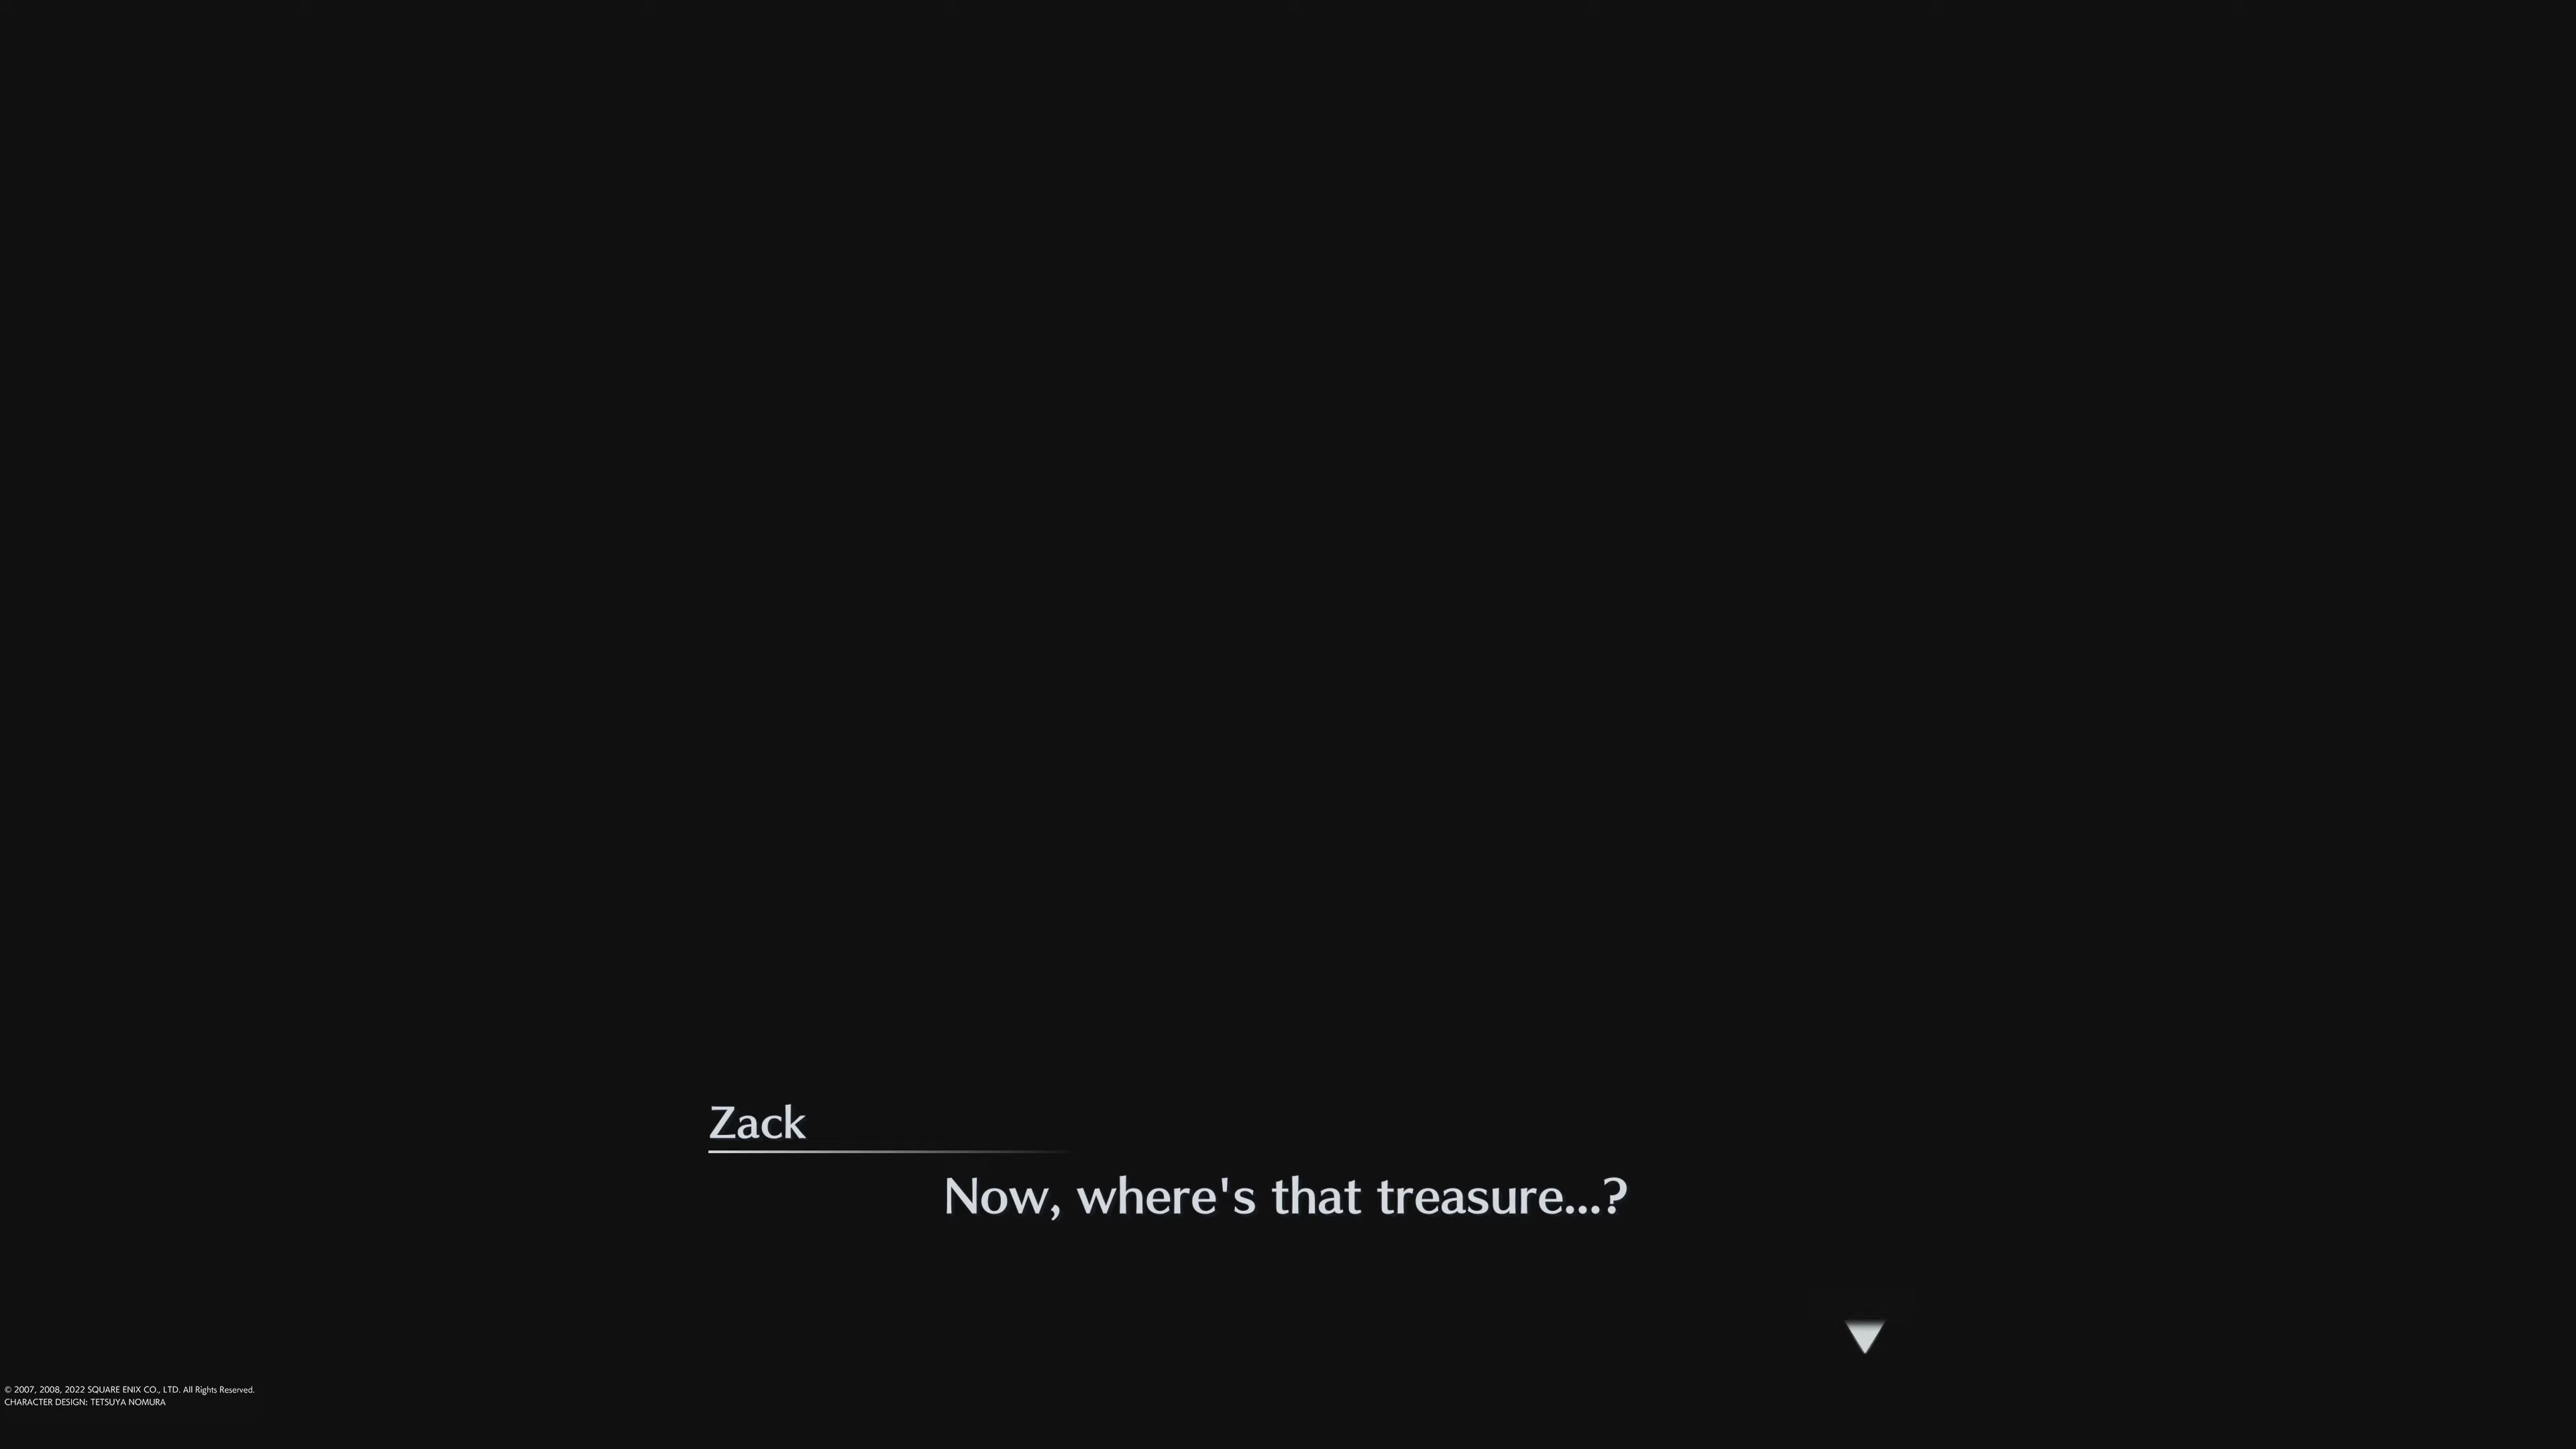 Zack
Now, where's that treasure...?
© 2007, 2008, 2022 SQUARE ENIX CO., LTD. All Rights Reserved.
CHARACTER DESIGN: TETSUYA NOMURA